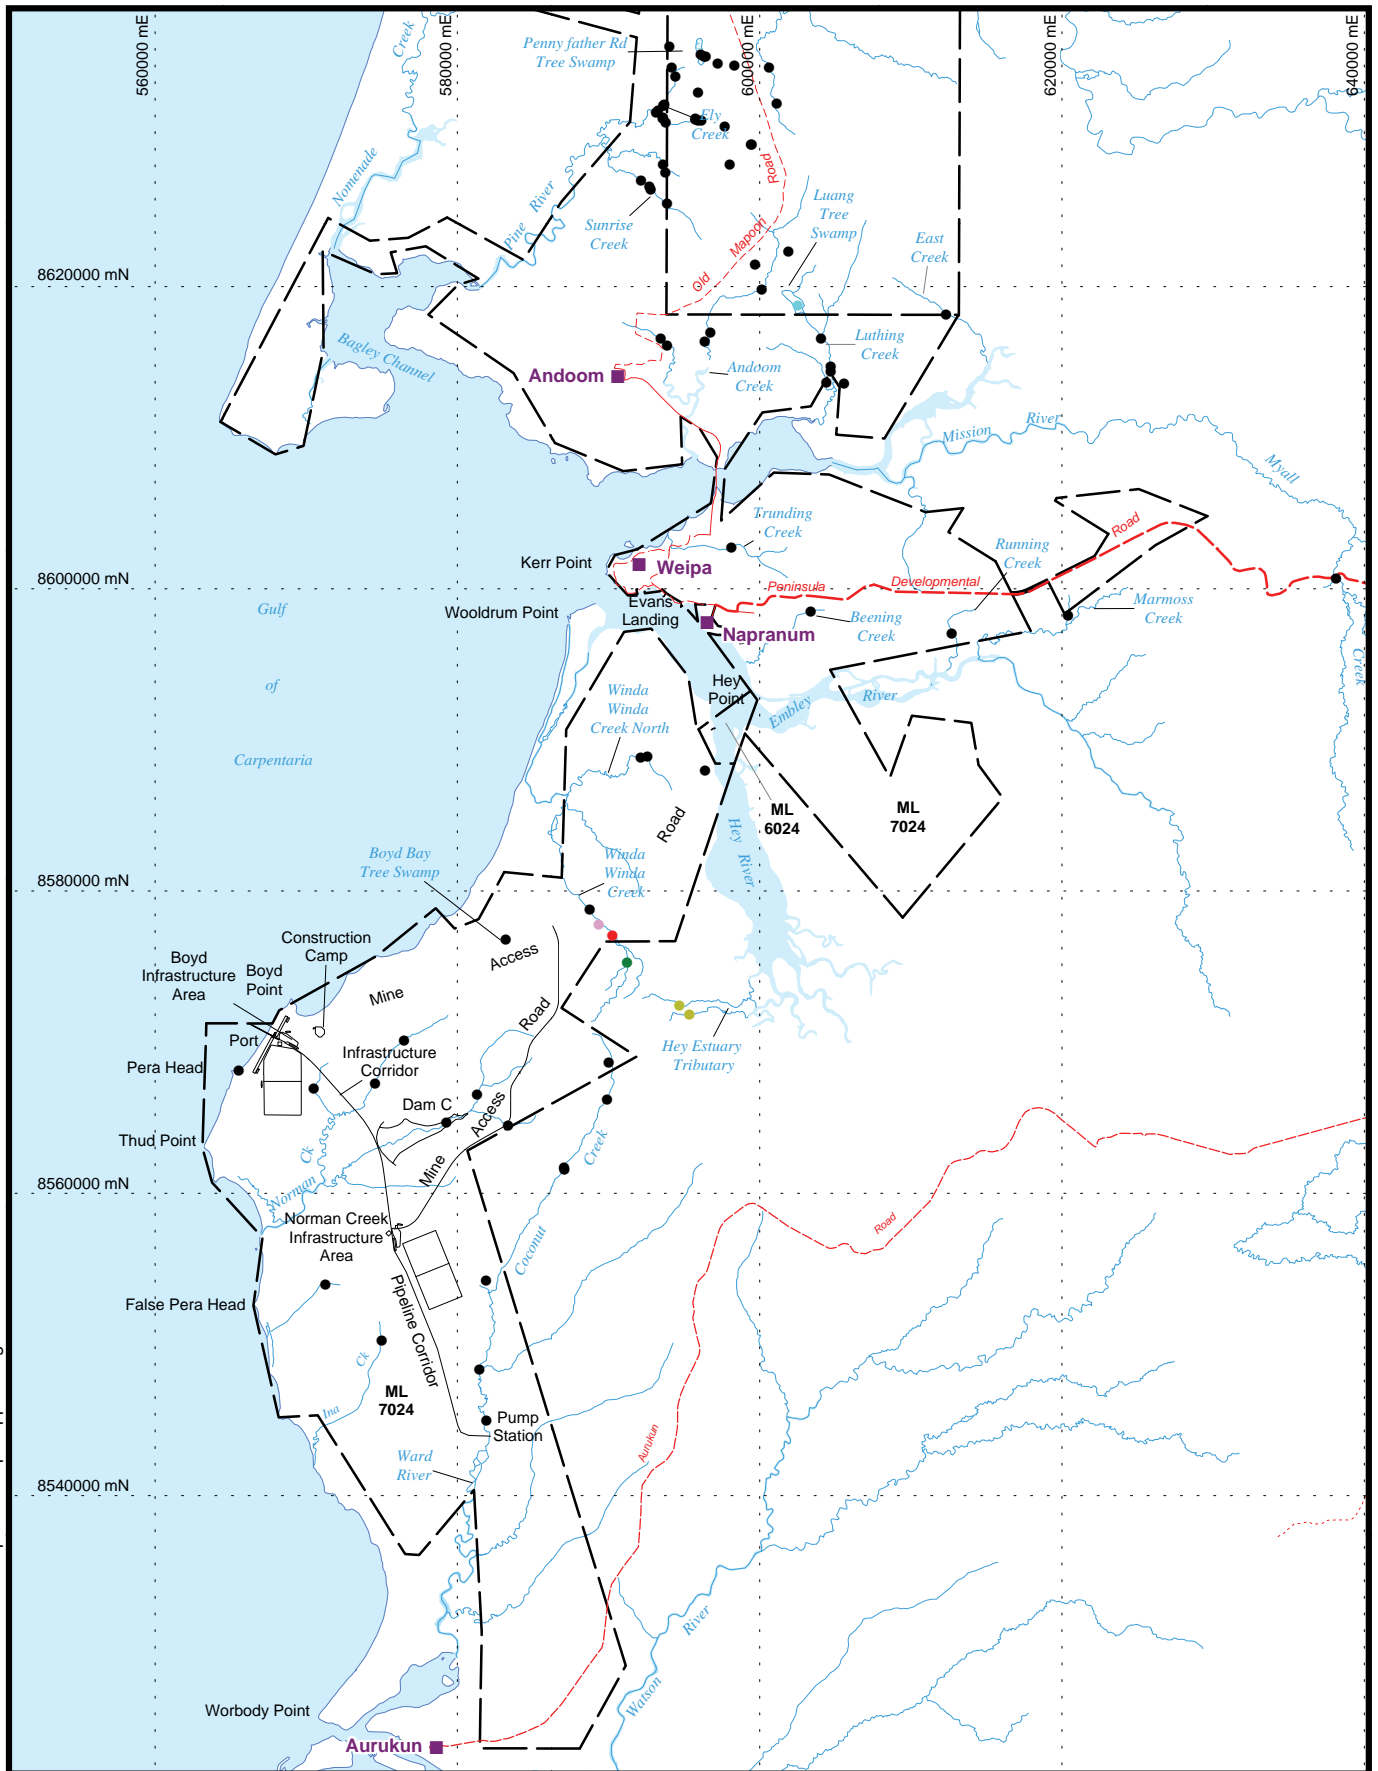 560000 mE
580000 mE
600000 mE
620000 mE
640000 mE
Creek
Nomenade
Penny father Rd
Tree Swamp
Ely
Creek
Road
Pine River
Sunrise
Creek
Luang
Tree
Swamp
Mapoon
Old
East
Creek
8620000 mN
Bagley Channel
Luthing
Creek
Andoom
Andoom
Creek
Mission River
Myall
Trunding
Creek
Road
Running
Creek
Kerr Point
Weipa
8600000 mN
Peninsula Developmental
Gulf
Evans
Landing
Wooldrum Point
Napranum
Beening
Creek
Marmoss
Creek
Creek
of
Hey
Point
Winda
Winda
Creek North
Embley River
Carpentaria
ML
6024
ML
7024
Road
Hey River
Boyd Bay
Tree Swamp
Winda
Winda
Creek
8580000 mN
Construction
Camp
Boyd
Infrastructure
Area
Boyd
Point
Access
Mine
Road
Port
Infrastructure
Corridor
Hey Estuary
Tributary
Pera Head
Dam C
Access
Thud Point
Ck
Mine
Creek
Norman
8560000 mN
Norman Creek
Infrastructure
Area
Coconut
Road
False Pera Head
Pipeline Corridor
Ck
ML
7024
Ina
Pump
Station
Aurukun
Ward
River
8540000 mN
River
Watson
Worbody Point
Aurukun